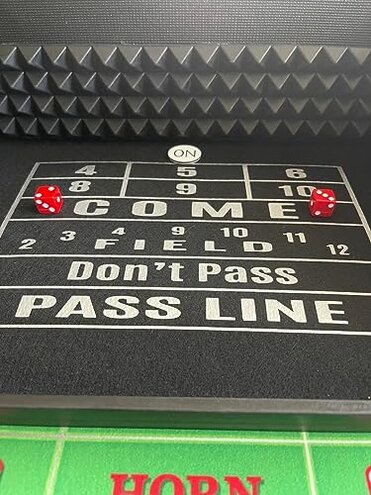 ON
4 5 6
8 9 10
COME
2 3 4 9 10 11 12
FIELD
Don't Pass
PASS LINE
HORN